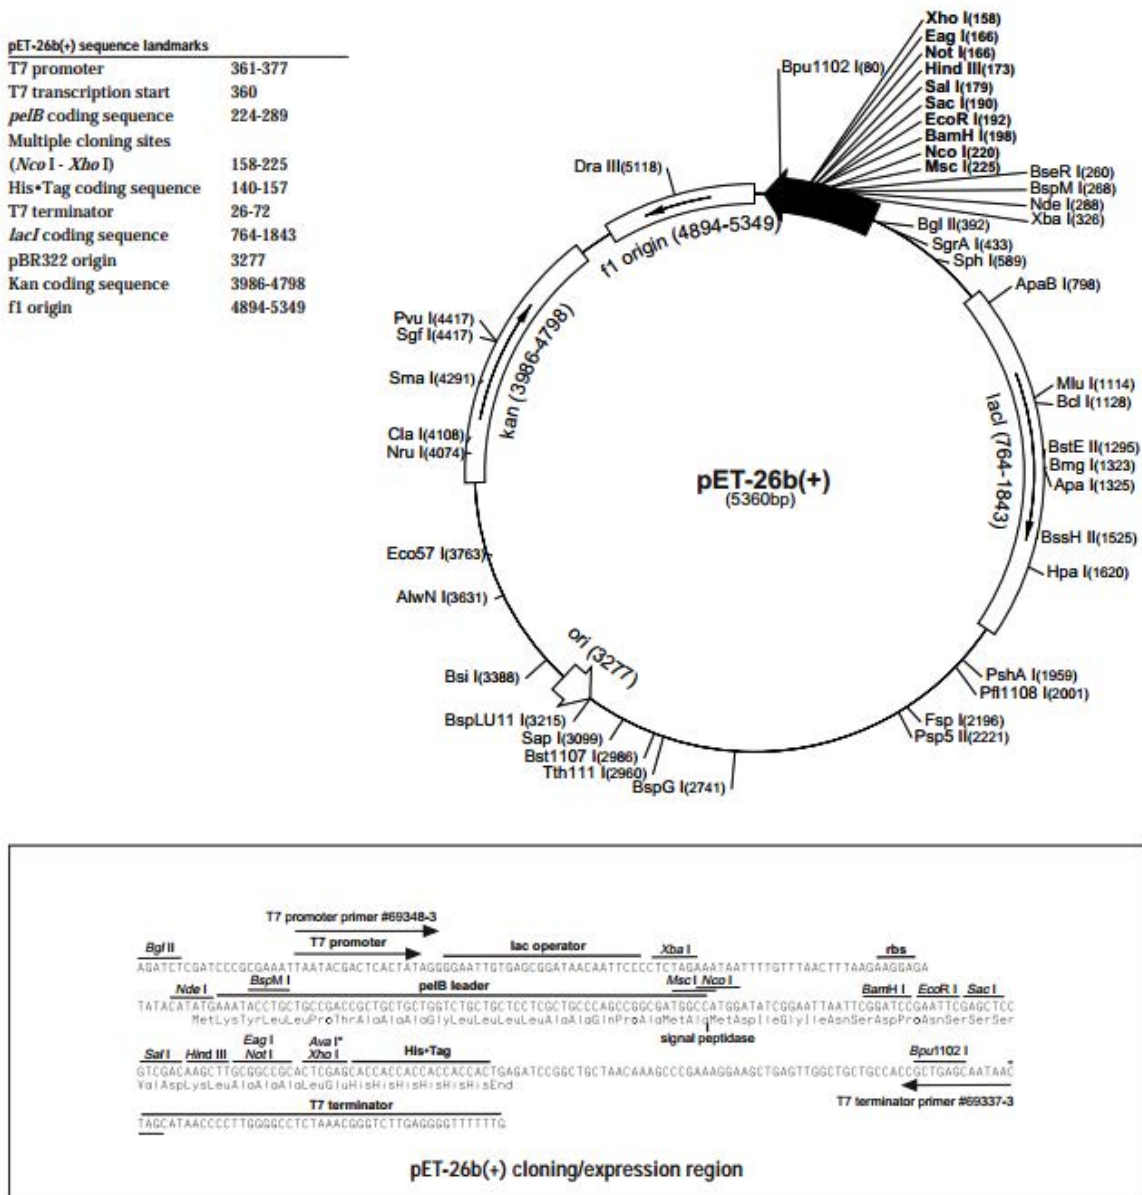 pET-26b(+) sequence landmarks
T7 promoter 361-377
T7 transcription start 360
pelB coding sequence 224-289
Multiple cloning sites
(Nco I - Xho I) 158-225
His•Tag coding sequence 140-157
T7 terminator 26-72
lacI coding sequence 764-1843
pBR322 origin 3277
Kan coding sequence 3986-4798
f1 origin 4894-5349
Xho I(158)
Eag I(166)
Not I(166)
Hind III(173)
Sal I(179)
Sac I(190)
EcoR I(192)
BamH I(198)
Nco I(220)
Msc I(225)
Bpu1102 I(80)
BseR I(260)
BspM I(268)
Nde I(288)
Xba I(326)
Bgl II(392)
SgrA I(433)
Sph I(589)
ApaB I(798)
Mlu I(1114)
Bcl I(1128)
BstE II(1295)
Bmg I(1323)
Apa I(1325)
BssH II(1525)
Hpa I(1620)
PshA I(1959)
Pfl1108 I(2001)
Fsp I(2196)
Psp5 II(2221)
BspG I(2741)
Tth111 I(2960)
Bst1107 I(2986)
Sap I(3099)
BspLU11 I(3215)
Bsi I(3388)
AlwN I(3631)
Eco57 I(3763)
Nru I(4074)
Cla I(4108)
Sma I(4291)
Sgf I(4417)
Pvu I(4417)
Dra III(5118)
f1 origin (4894-5349)
kan (3986-4798)
lacI (764-1843)
ori (3277)
pET-26b(+)
(5360bp)
T7 promoter primer #69348-3
Bgl II T7 promoter lac operator Xba I rbs
AGATCTCGATCCCGCGAAATTAATACGACTCACTATAGGGGAATTGTGAGCGGATAACAATTCCCCTCTAGAAATAATTTTGTTTAACTTTAAGAAGGAGA
Nde I BspM I pelB leader Msc I Nco I BamH I EcoR I Sac I
TATACATATGAAATACCTGCTGCCGACCGCTGCTGCTGGTCTGCTGCTCCTCGCTGCCCAGCCGGCGATGGCCATGGATATCGGAATTAATTCGGATCCGAATTCGAGCTCC
MetLysTyrLeuLeuProThrAlaAlaAlaGlyLeuLeuLeuLeuAlaAlaGlnProAlaMetAlaMetAspIleGlyIleAsnSerAspProAsnSerSerSer
signal peptidase
Sal I Hind III Eag I Not I Ava I* Xho I His•Tag Bpu1102 I
GTCGACAAGCTTGCGGCCGCACTCGAGCACCACCACCACCACCACTGAGATCCGGCTGCTAACAAAGCCCGAAAGGAAGCTGAGTTGGCTGCTGCCACCGCTGAGCAATAAC
ValAspLysLeuAlaAlaAlaLeuGluHisHisHisHisHisHisEnd
T7 terminator
T7 terminator primer #69337-3
TAGCATAACCCCTTGGGGCCTCTAAACGGGTCTTGAGGGGTTTTTTG
pET-26b(+) cloning/expression region